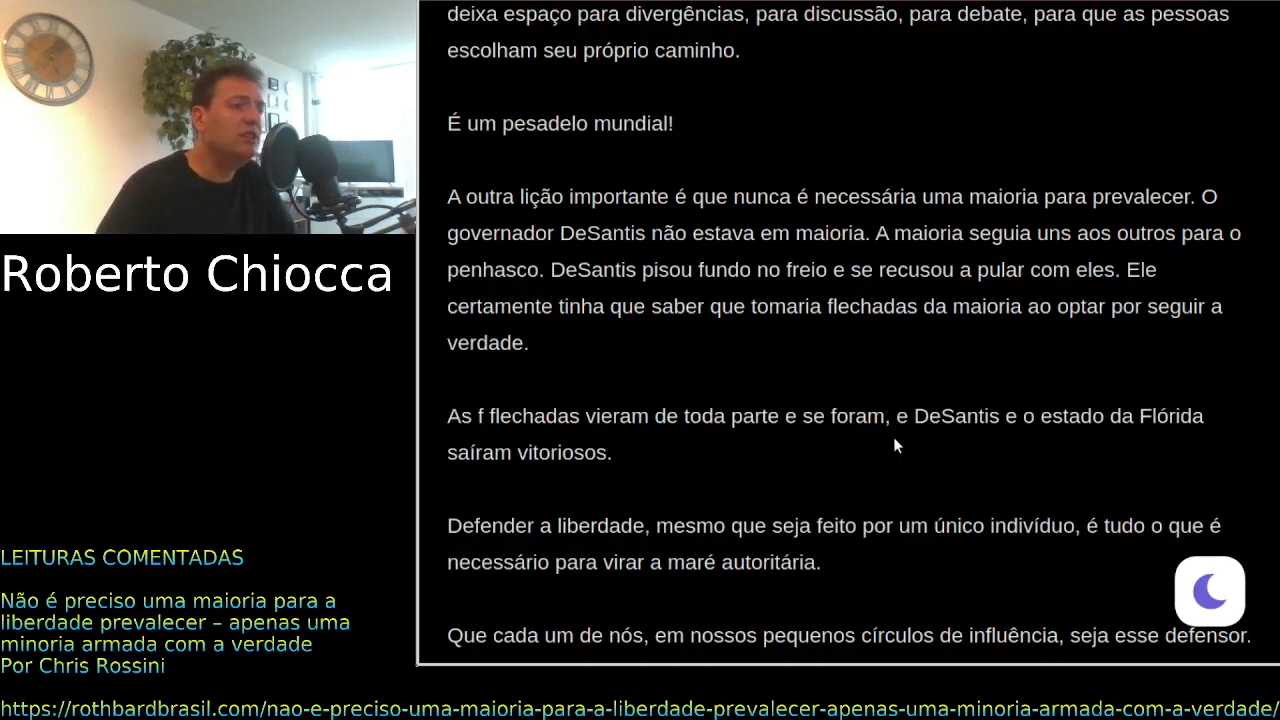 deixa espaço para divergências, para discussão, para debate, para que as pessoas
escolham seu próprio caminho.
É um pesadelo mundial!
A outra lição importante é que nunca é necessária uma maioria para prevalecer. O
governador DeSantis não estava em maioria. A maioria seguia uns aos outros para o
penhasco. DeSantis pisou fundo no freio e se recusou a pular com eles. Ele
certamente tinha que saber que tomaria flechadas da maioria ao optar por seguir a
verdade.
As f flechadas vieram de toda parte e se foram, e DeSantis e o estado da Flórida
saíram vitoriosos.
Defender a liberdade, mesmo que seja feito por um único indivíduo, é tudo o que é
necessário para virar a maré autoritária.
Que cada um de nós, em nossos pequenos círculos de influência, seja esse defensor.
Roberto Chiocca
LEITURAS COMENTADAS
Não é preciso uma maioria para a
liberdade prevalecer – apenas uma
minoria armada com a verdade
Por Chris Rossini
https://rothbardbrasil.com/nao-e-preciso-uma-maioria-para-a-liberdade-prevalecer-apenas-uma-minoria-armada-com-a-verdade/